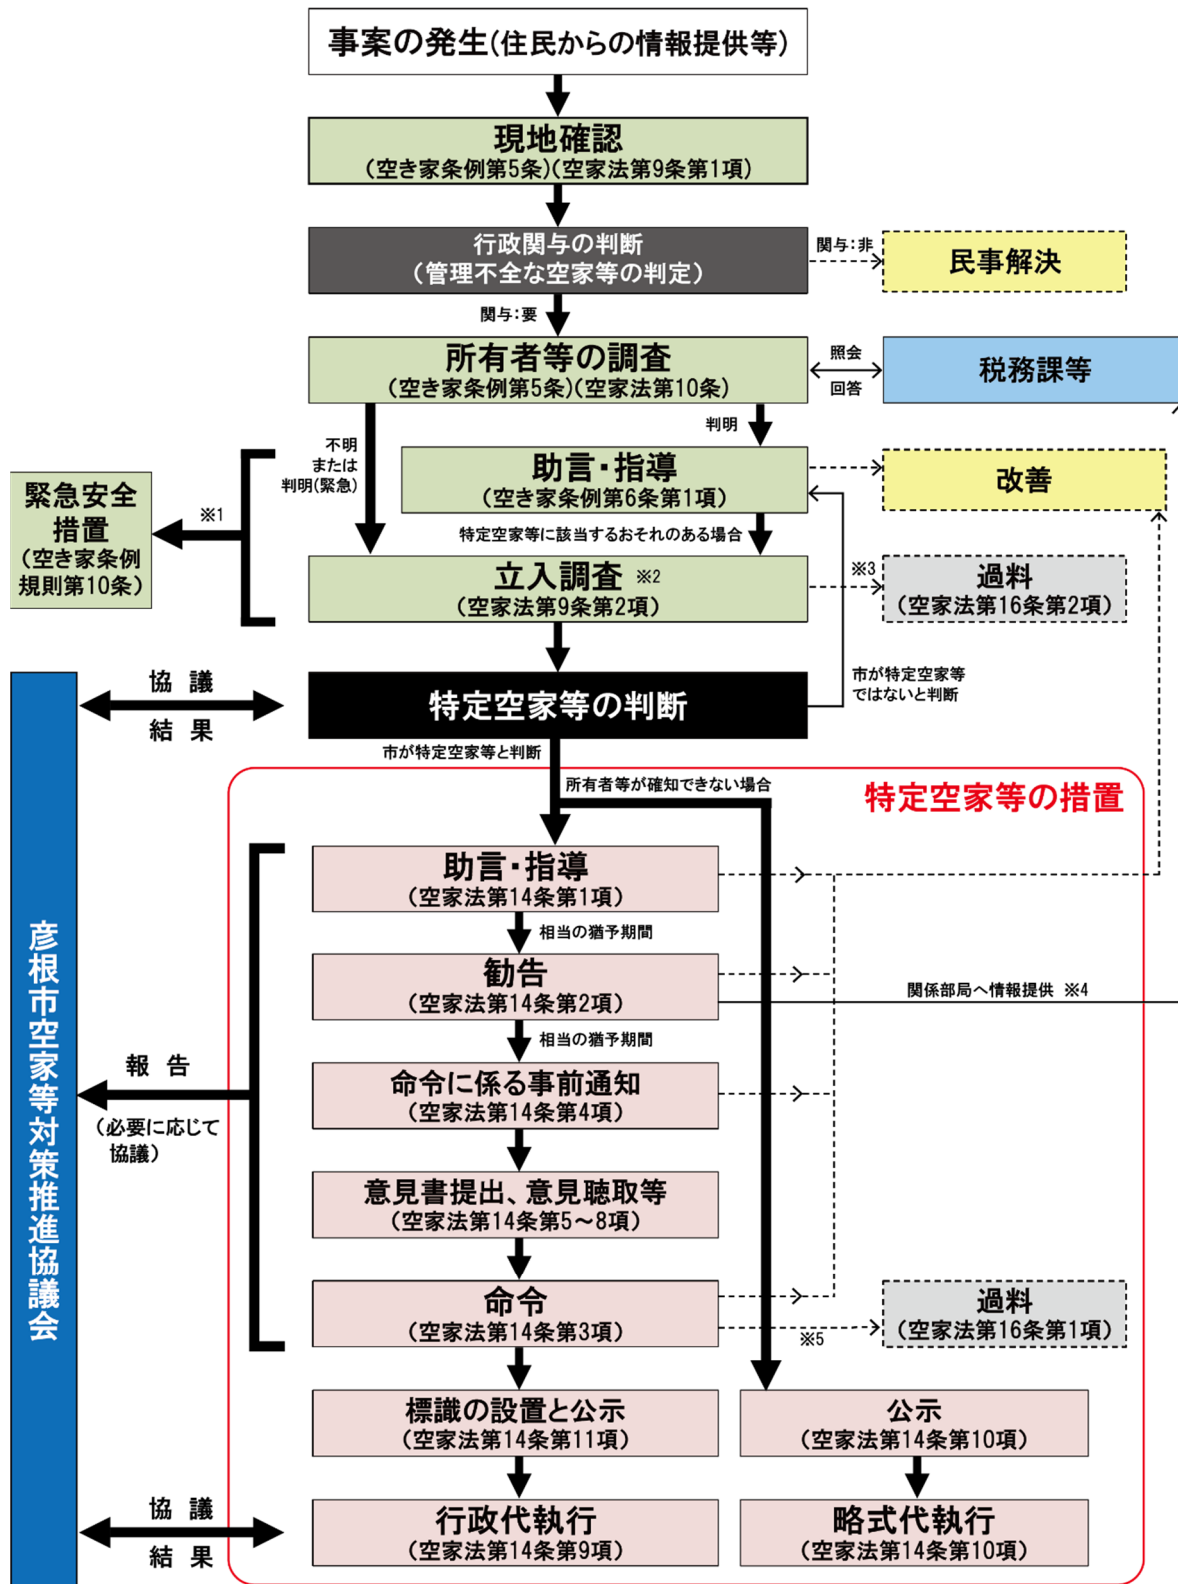 事案の発生(住民からの情報提供等)
現地確認
(空き家条例第5条)(空家法第9条第1項)
行政関与の判断
(管理不全な空家等の判定)
関与:非
民事解決
関与:要
所有者等の調査
(空き家条例第5条)(空家法第10条)
照会
回答
税務課等
不明
または
判明(緊急)
判明
助言・指導
(空き家条例第6条第1項)
改善
緊急安全
措置
(空き家条例
規則第10条)
※1
特定空家等に該当するおそれのある場合
立入調査 ※2
(空家法第9条第2項)
※3
過料
(空家法第16条第2項)
協 議
結 果
特定空家等の判断
市が特定空家等
ではないと判断
市が特定空家等と判断
所有者等が確知できない場合
特定空家等の措置
助言・指導
(空家法第14条第1項)
相当の猶予期間
勧告
(空家法第14条第2項)
関係部局へ情報提供 ※4
相当の猶予期間
報 告
(必要に応じて
協議)
命令に係る事前通知
(空家法第14条第4項)
意見書提出、意見聴取等
(空家法第14条第5～8項)
命令
(空家法第14条第3項)
※5
過料
(空家法第16条第1項)
標識の設置と公示
(空家法第14条第11項)
公示
(空家法第14条第10項)
協 議
結 果
行政代執行
(空家法第14条第9項)
略式代執行
(空家法第14条第10項)
彦根市空家等対策推進協議会